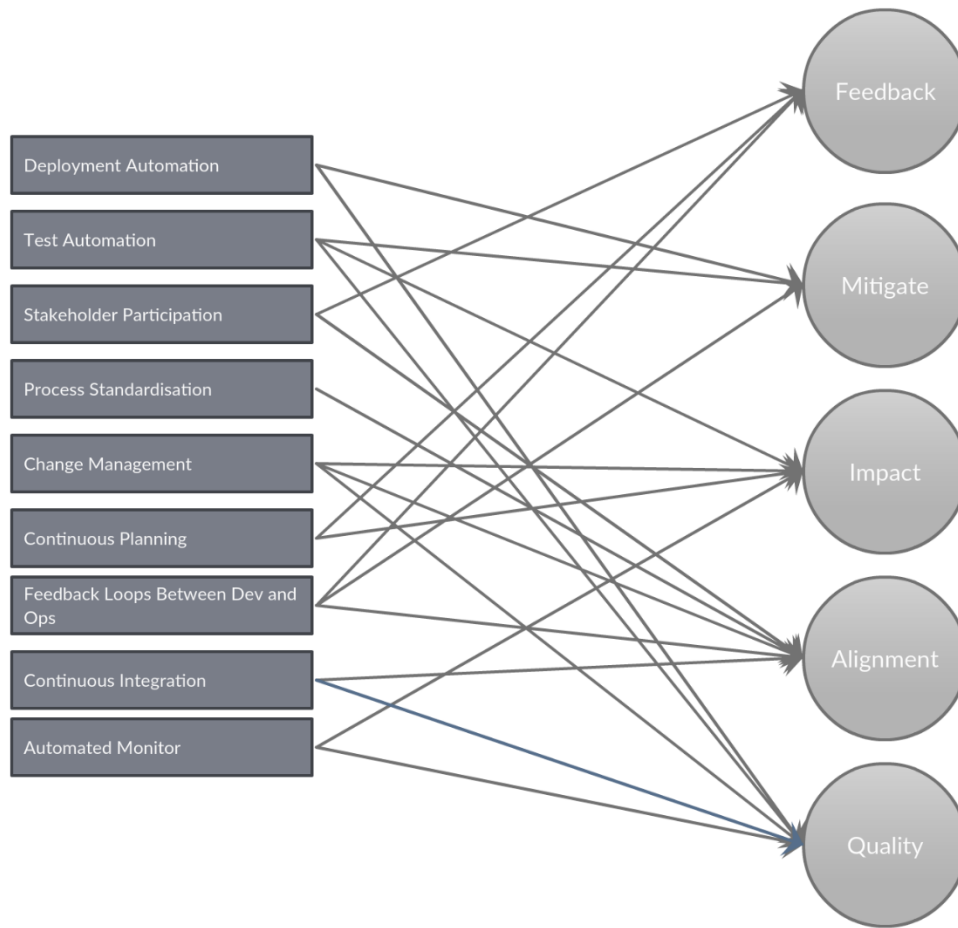 Feedback
Deployment Automation
Test Automation
Mitigate
Stakeholder Participation
Process Standardisation
Change Management
Impact
Continuous Planning
Feedback Loops Between Dev and
Ops
Alignment
Continuous Integration
Automated Monitor
Quality